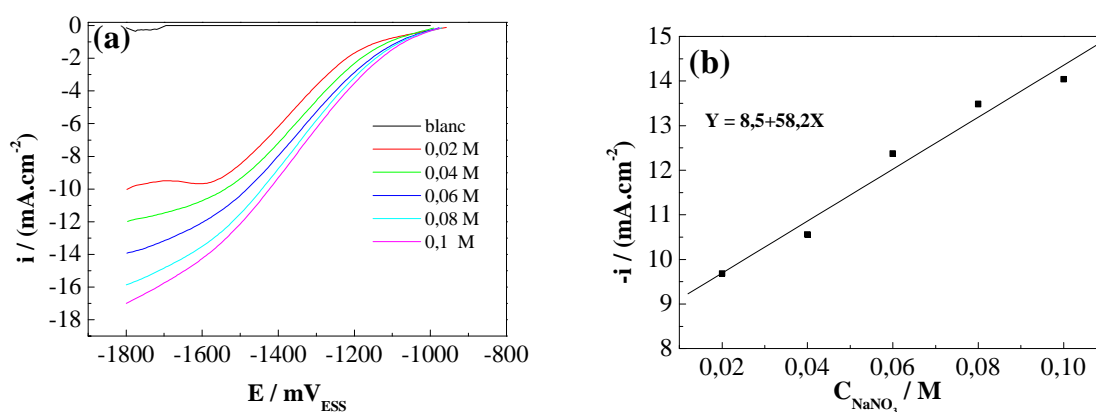 (a)
0
-2
-4
-6
-8
-10
-12
-14
-16
-18
i / (mA.cm-2)
blanc
0,02 M
0,04 M
0,06 M
0,08 M
0,1 M
-1800 -1600 -1400 -1200 -1000 -800
E / mVESS
(b)
15
14
13
12
11
10
9
8
-i / (mA.cm-2)
Y = 8,5+58,2X
0,02 0,04 0,06 0,08 0,10
CNaNO3 / M